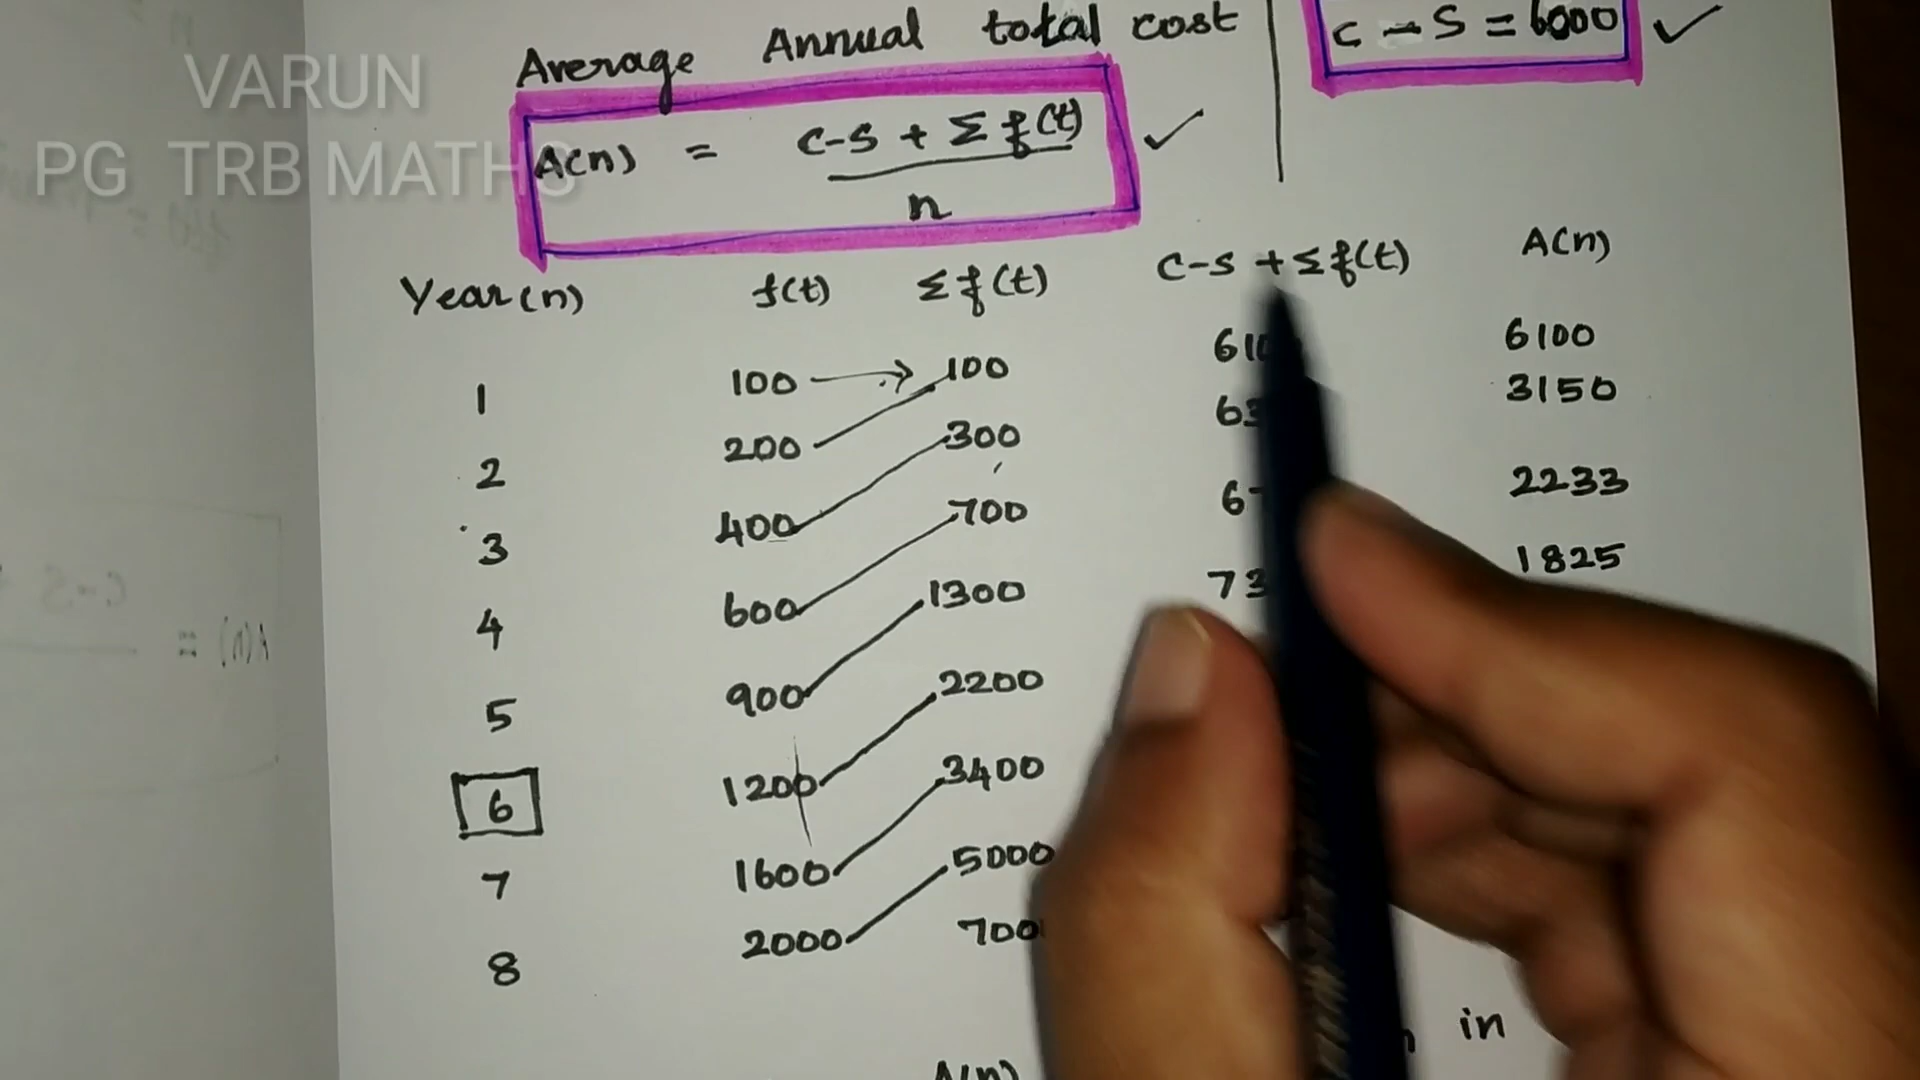 VARUN
PG TRB MATHS
Average Annual total cost
C - S = 6000
A(n) = C-S + Σ f(t)
n
Year (n) f(t) Σ f(t) C-S + Σ f(t) A(n)
1 100 100 6100
2 200 300 3150
3 400 700 2233
4 600 1300 1825
5 900 2200
6 1200 3400
7 1600 5000
8 2000
in
A(n)